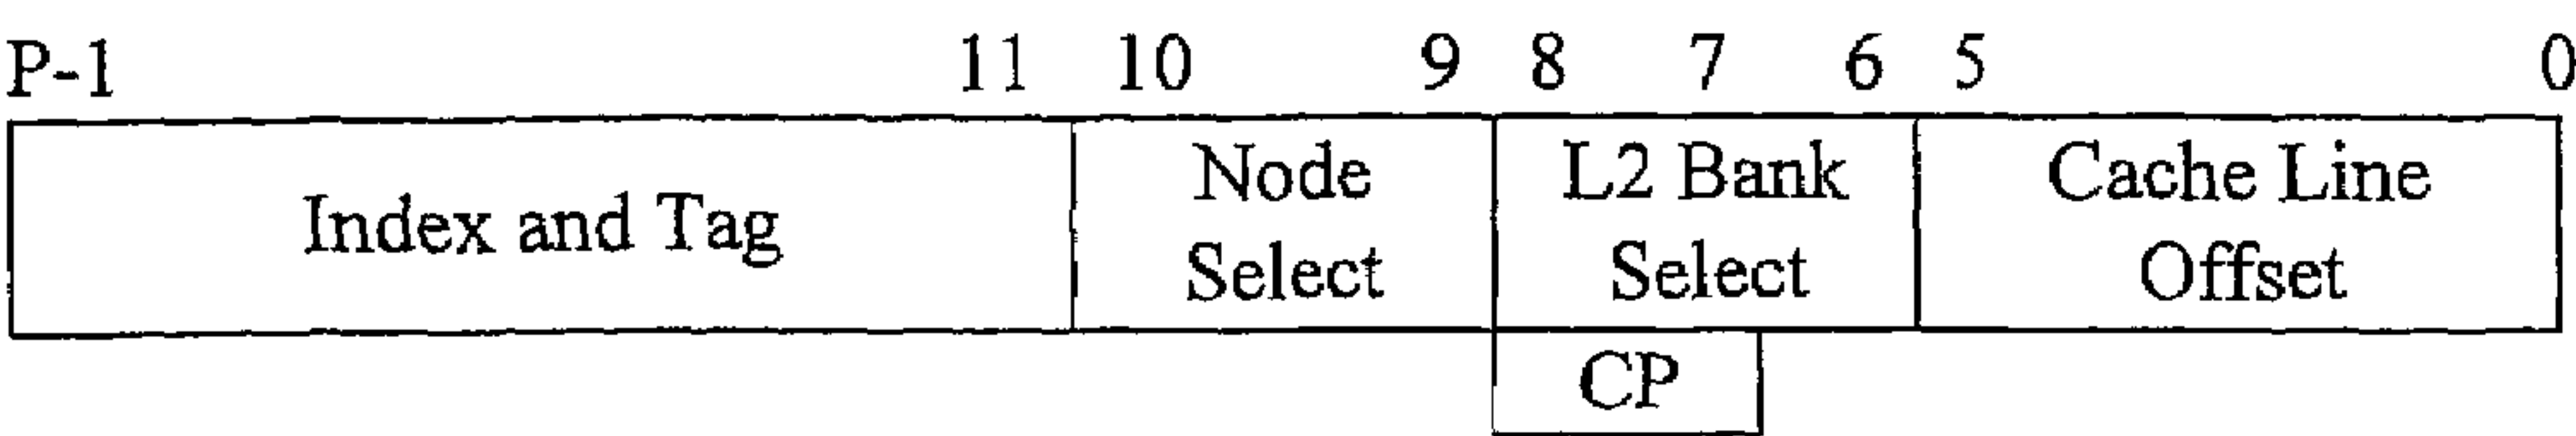 P-1 11 10 9 8 7 6 5 0
Index and Tag
Node
Select
L2 Bank
Select
Cache Line
Offset
CP